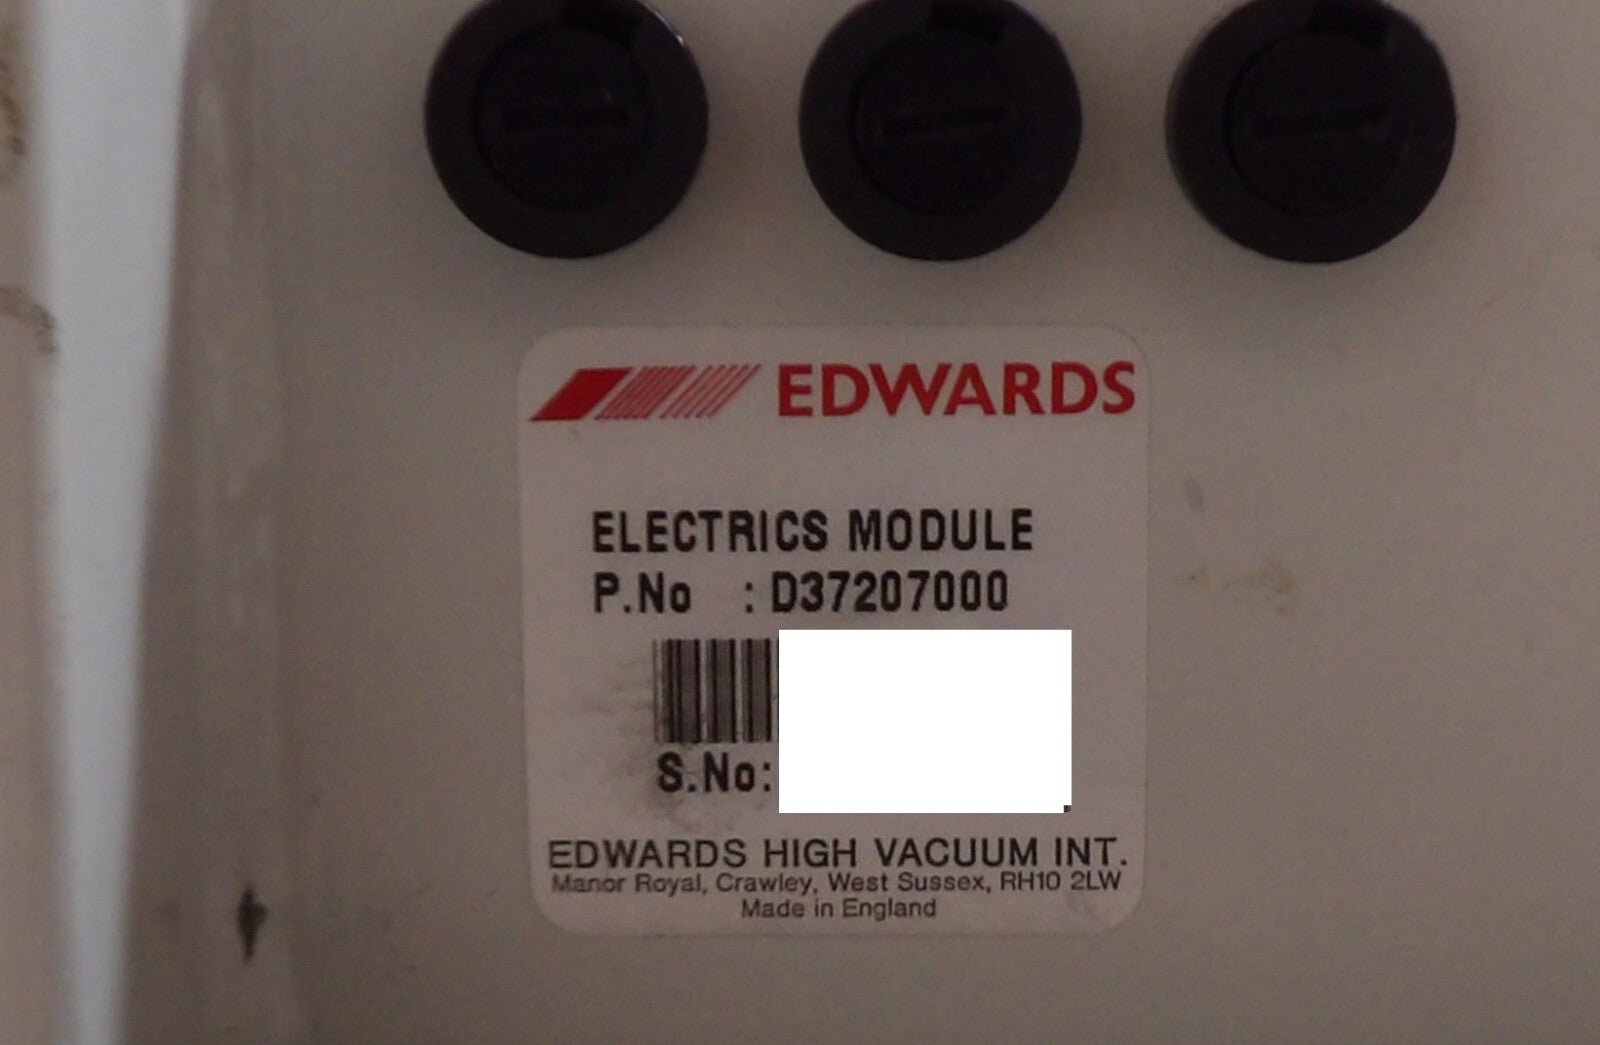 EDWARDS
ELECTRICS MODULE
P.No : D37207000
S.No:
EDWARDS HIGH VACUUM INT.
Manor Royal, Crawley, West Sussex, RH10 2LW
Made in England